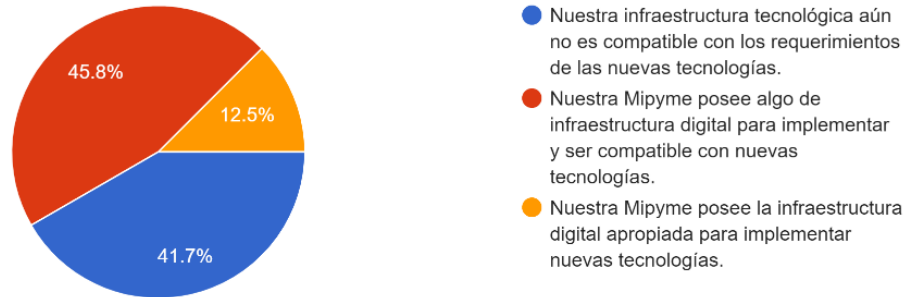 45.8%
12.5%
41.7%
Nuestra infraestructura tecnológica aún
no es compatible con los requerimientos
de las nuevas tecnologías.
Nuestra Mipyme posee algo de
infraestructura digital para implementar
y ser compatible con nuevas
tecnologías.
Nuestra Mipyme posee la infraestructura
digital apropiada para implementar
nuevas tecnologías.